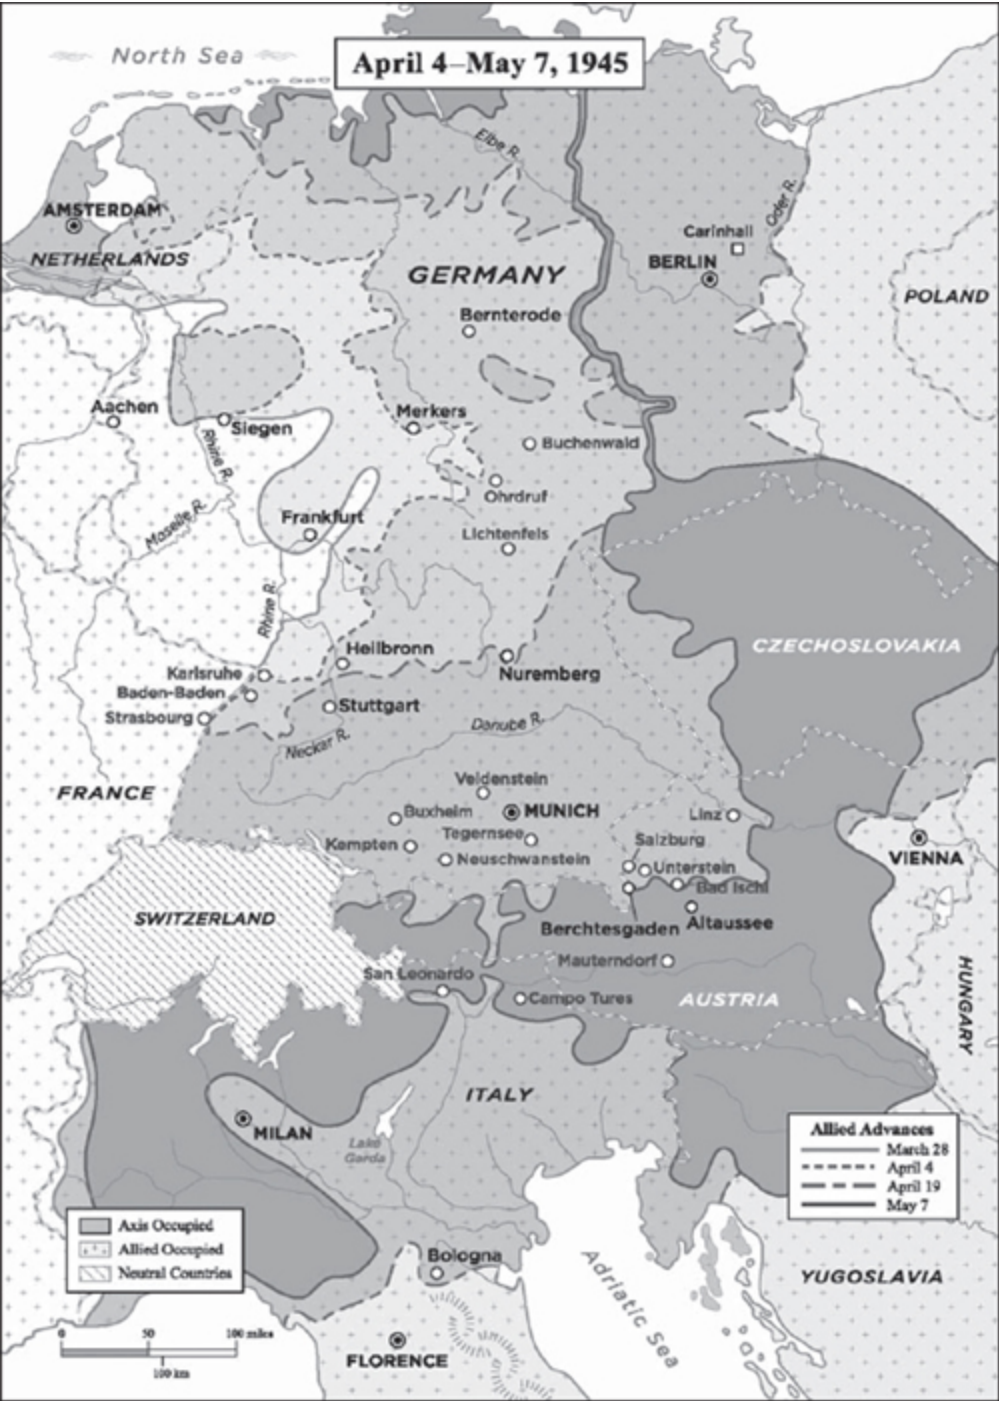 North Sea
April 4–May 7, 1945
Elbe R.
Oder R.
AMSTERDAM
NETHERLANDS
Carinhall
BERLIN
GERMANY
POLAND
Bernterode
Aachen
Siegen
Merkers
Buchenwald
Rhine R.
Ohrdruf
Moselle R.
Frankfurt
Lichtenfels
Rhine R.
CZECHOSLOVAKIA
Heilbronn
Nuremberg
Karlsruhe
Baden-Baden
Strasbourg
Stuttgart
Danube R.
Neckar R.
FRANCE
Veldenstein
Buxheim
MUNICH
Linz
Tegernsee
Salzburg
Kempten
Neuschwanstein
Unterstein
VIENNA
Bad Ischl
SWITZERLAND
Berchtesgaden
Altaussee
Mauterndorf
San Leonardo
Campo Tures
AUSTRIA
HUNGARY
ITALY
MILAN
Lake
Garda
Allied Advances
March 28
April 4
April 19
May 7
Axis Occupied
Allied Occupied
Neutral Countries
Bologna
Adriatic Sea
YUGOSLAVIA
0 50 100 miles
100 km
FLORENCE